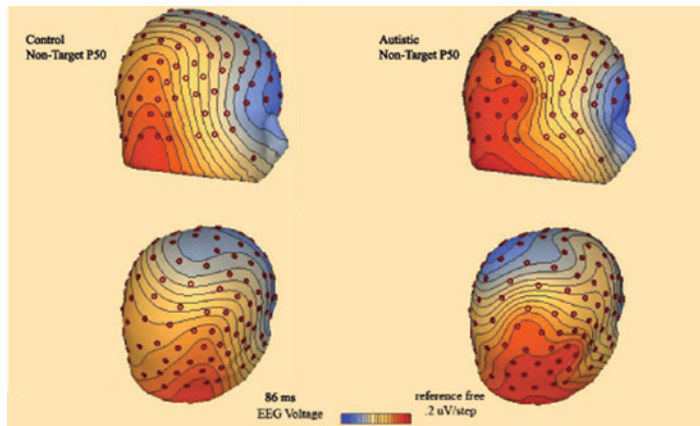 Control
Non-Target P50
Autistic
Non-Target P50
86 ms
EEG Voltage
reference free
.2 uV/step